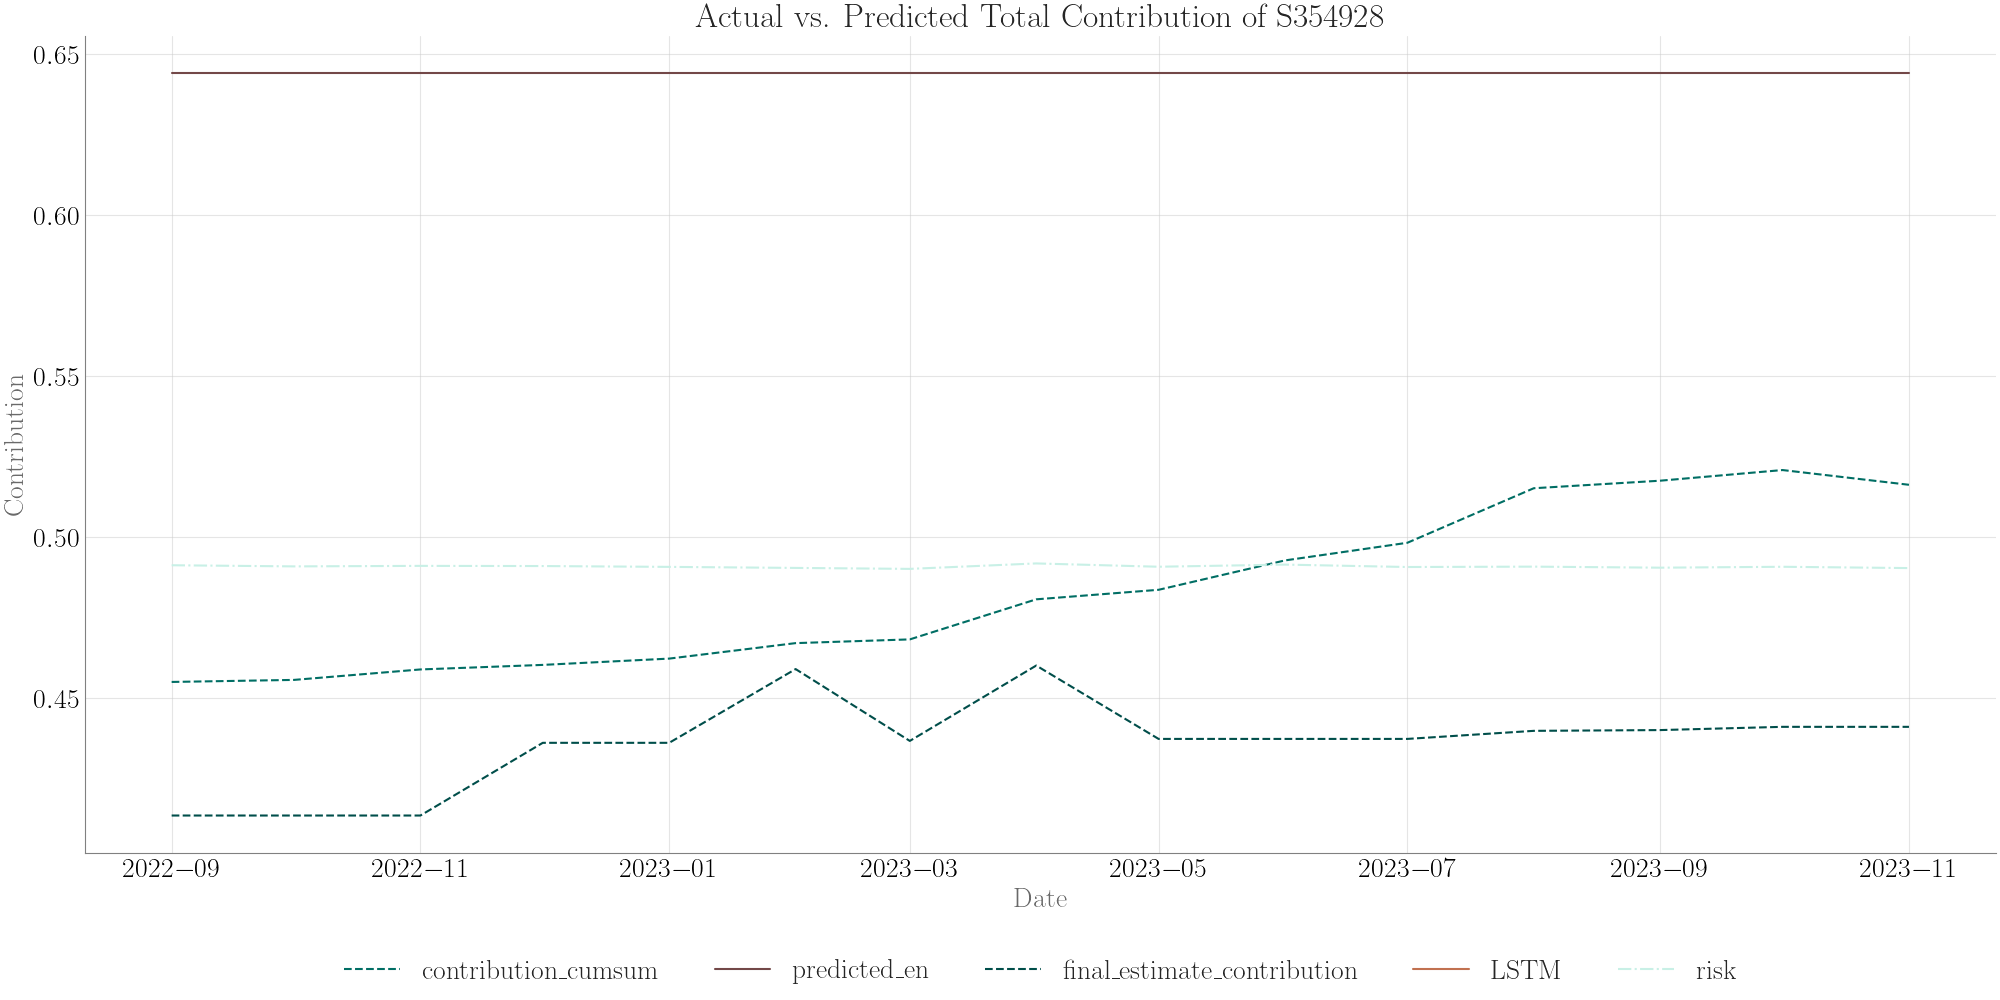 Actual vs. Predicted Total Contribution of S354928
0.65
0.60
0.55
0.50
0.45
Contribution
2022–09 2022–11 2023–01 2023–03 2023–05 2023–07 2023–09 2023–11
Date
contribution_cumsum predicted_en final_estimate_contribution LSTM risk